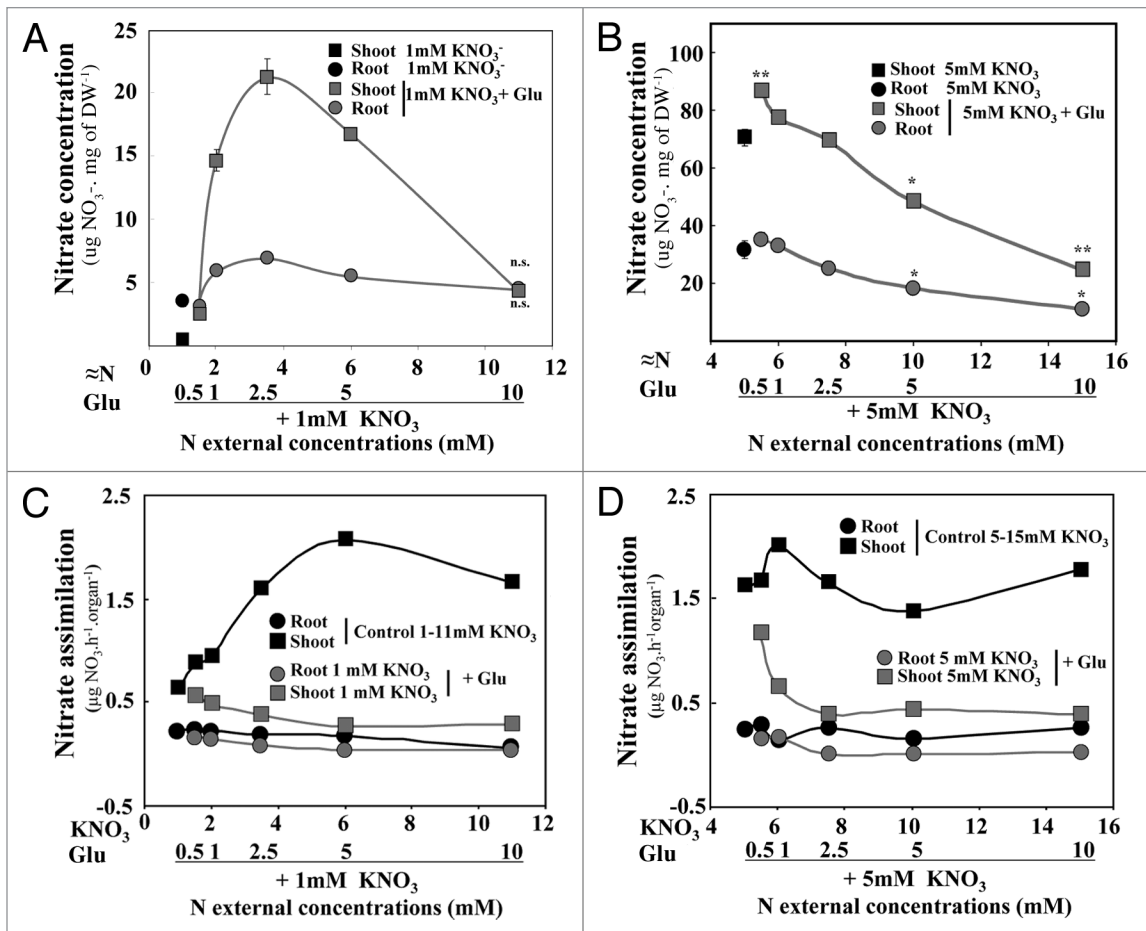 A
Nitrate concentration
(ug NO₃⁻. mg of DW⁻¹)
25
20
15
10
5
Shoot 1mM KNO₃⁻
Root 1mM KNO₃⁻
Shoot
Root
1mM KNO₃+ Glu
n.s.
n.s.
0 2 4 6 8 10 12
≈N
Glu
0.5 1 2.5 5 10
+ 1mM KNO₃
N external concentrations (mM)
B
Nitrate concentration
(ug NO₃⁻. mg of DW⁻¹)
100
80
60
40
20
Shoot 5mM KNO₃
Root 5mM KNO₃
Shoot
Root
5mM KNO₃ + Glu
**
*
**
*
*
4 6 8 10 12 14 16
≈N
Glu
0.5 1 2.5 5 10
+ 5mM KNO₃
N external concentrations (mM)
C
Nitrate assimilation
(µg NO₃.h⁻¹.organ⁻¹)
2.5
1.5
0.5
-0.5
Root
Shoot
Control 1-11mM KNO₃
Root 1 mM KNO₃
Shoot 1 mM KNO₃
+ Glu
0 2 4 6 8 10 12
KNO₃
Glu
0.5 1 2.5 5 10
+ 1mM KNO₃
N external concentrations (mM)
D
Nitrate assimilation
(µg NO₃.h⁻¹organ⁻¹)
2.5
1.5
0.5
-0.5
Root
Shoot
Control 5-15mM KNO₃
Root 5 mM KNO₃
Shoot 5mM KNO₃
+ Glu
4 6 8 10 12 14 16
KNO₃
Glu
0.5 1 2.5 5 10
+ 5mM KNO₃
N external concentrations (mM)